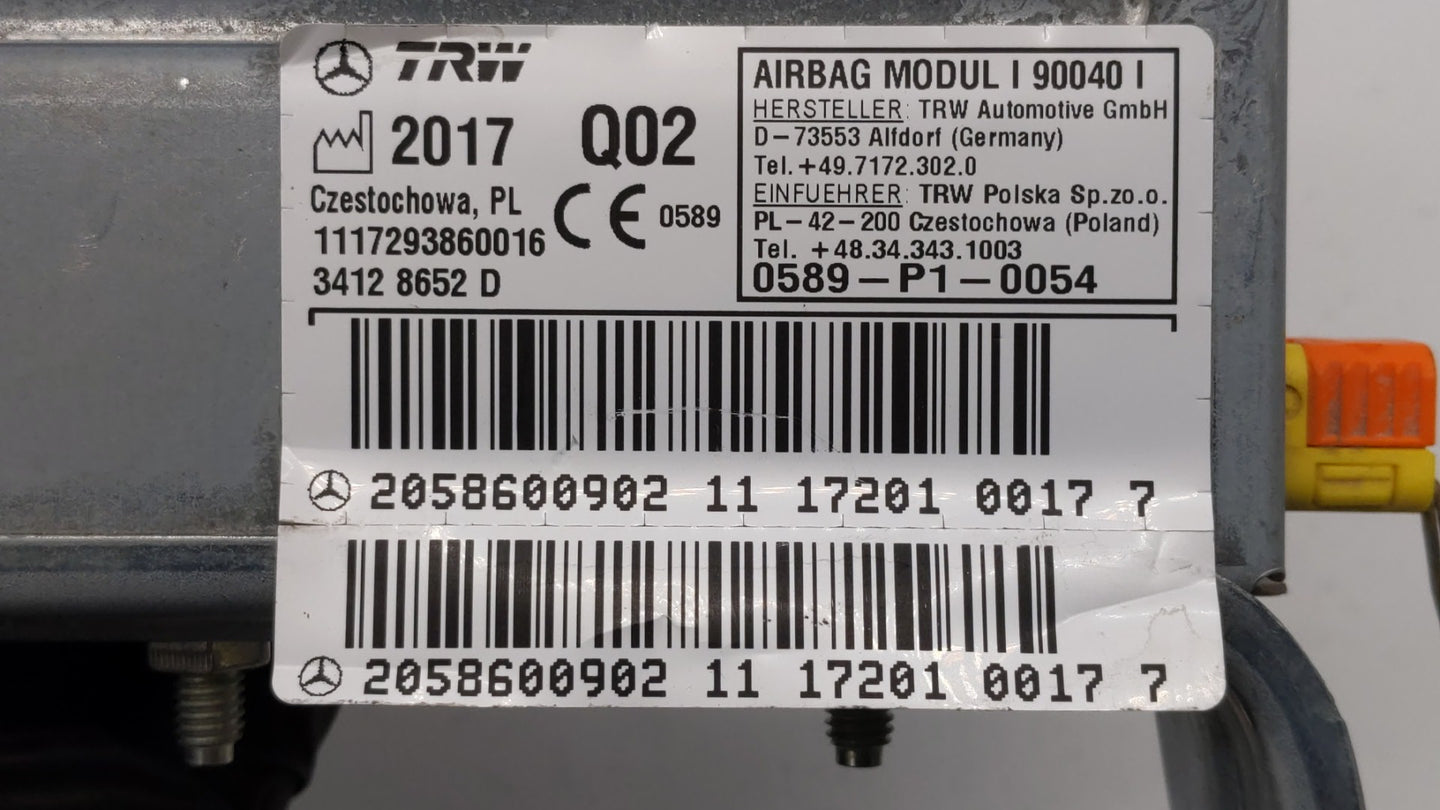 TRW
2017 Q02
Czestochowa, PL
CE 0589
1117293860016
34128652 D
AIRBAG MODUL I 90040 I
HERSTELLER: TRW Automotive GmbH
D-73553 Alfdorf (Germany)
Tel.+49.7172.302.0
EINFUEHRER: TRW Polska Sp.zo.o.
PL-42-200 Czestochowa (Poland)
Tel. +48.34.343.1003
0589-P1-0054
2058600902 11 17201 0017 7
2058600902 11 17201 0017 7